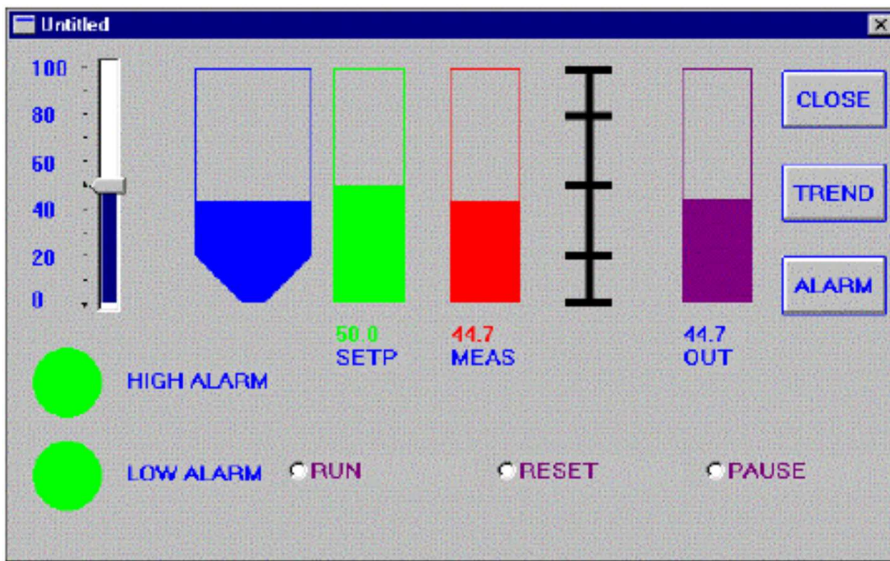 Untitled
100
80
60
40
20
0
CLOSE
TREND
ALARM
50.0
SETP
44.7
MEAS
44.7
OUT
HIGH ALARM
LOW ALARM
RUN
RESET
PAUSE